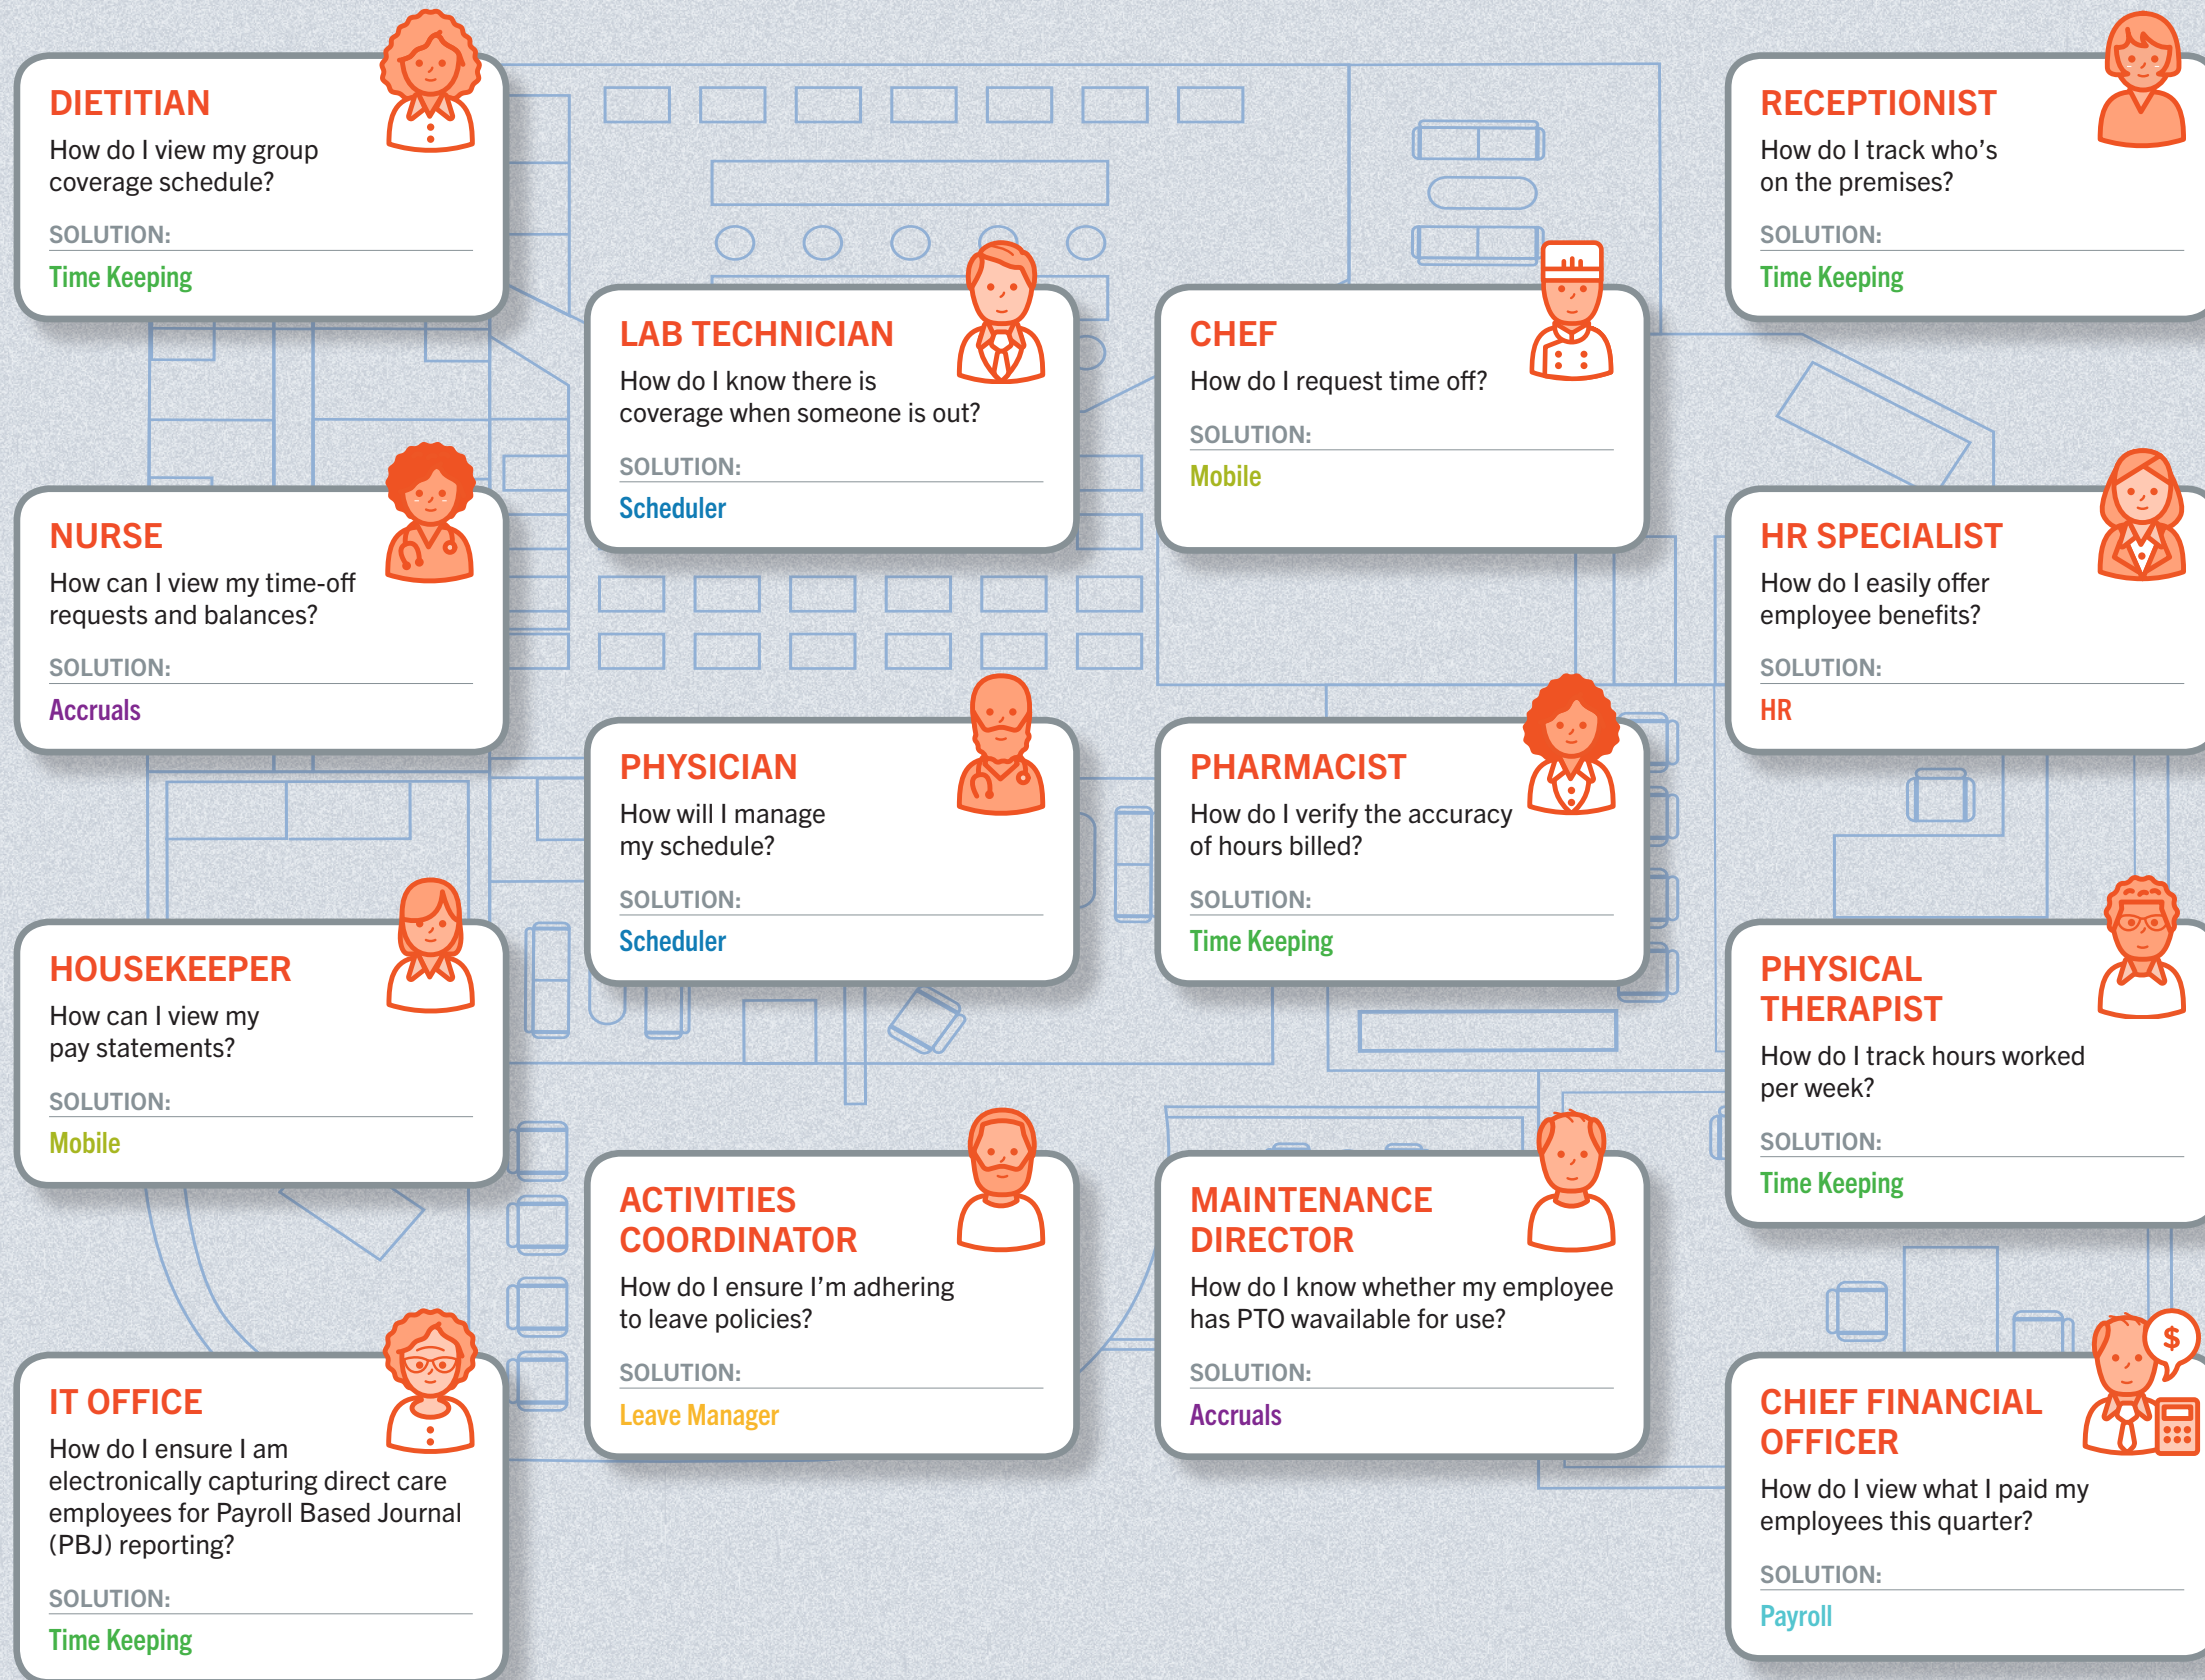 DIETITIAN
How do I view my group
coverage schedule?
SOLUTION:
Time Keeping
NURSE
How can I view my time-off
requests and balances?
SOLUTION:
Accruals
HOUSEKEEPER
How can I view my
pay statements?
SOLUTION:
Mobile
IT OFFICE
How do I ensure I am
electronically capturing direct care
employees for Payroll Based Journal
(PBJ) reporting?
SOLUTION:
Time Keeping
LAB TECHNICIAN
How do I know there is
coverage when someone is out?
SOLUTION:
Scheduler
PHYSICIAN
How will I manage
my schedule?
SOLUTION:
Scheduler
ACTIVITIES
COORDINATOR
How do I ensure I'm adhering
to leave policies?
SOLUTION:
Leave Manager
CHEF
How do I request time off?
SOLUTION:
Mobile
PHARMACIST
How do I verify the accuracy
of hours billed?
SOLUTION:
Time Keeping
MAINTENANCE
DIRECTOR
How do I know whether my employee
has PTO wavailable for use?
SOLUTION:
Accruals
RECEPTIONIST
How do I track who's
on the premises?
SOLUTION:
Time Keeping
HR SPECIALIST
How do I easily offer
employee benefits?
SOLUTION:
HR
PHYSICAL
THERAPIST
How do I track hours worked
per week?
SOLUTION:
Time Keeping
$
CHIEF FINANCIAL
OFFICER
How do I view what I paid my
employees this quarter?
SOLUTION:
Payroll